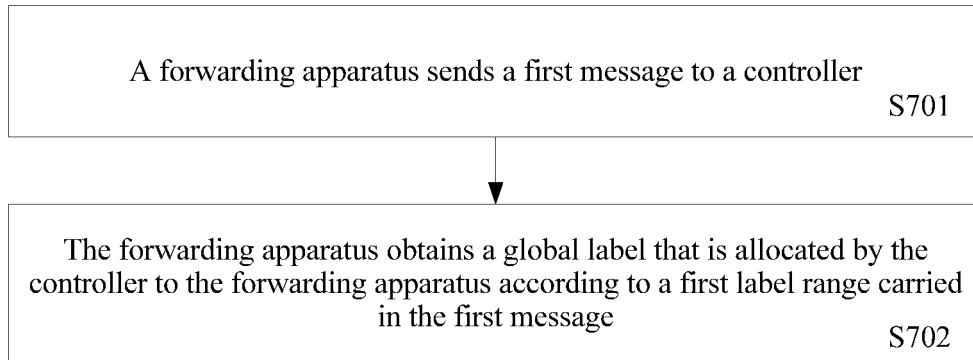 A forwarding apparatus sends a first message to a controller
S701
The forwarding apparatus obtains a global label that is allocated by the
controller to the forwarding apparatus according to a first label range carried
in the first message
S702